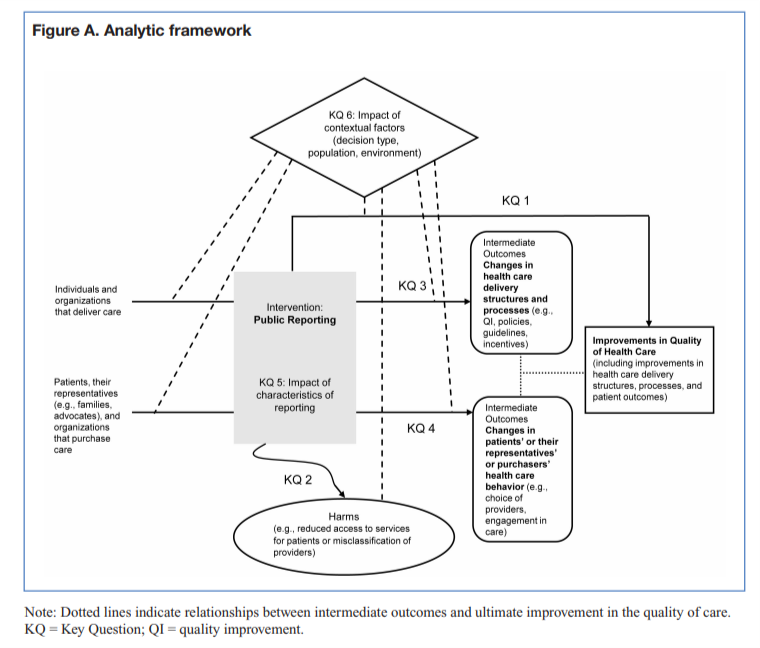 Figure A. Analytic framework
KQ 6: Impact of
contextual factors
(decision type,
population, environment)
KQ 1
Individuals and
organizations
that deliver care
Intervention:
Public Reporting
KQ 3
Intermediate
Outcomes
Changes in
health care
delivery
structures and
processes (e.g.,
QI, policies,
guidelines,
incentives)
Improvements in Quality
of Health Care
(including improvements in
health care delivery
structures, processes, and
patient outcomes)
Patients, their
representatives
(e.g., families,
advocates), and
organizations
that purchase
care
KQ 5: Impact of
characteristics of
reporting
KQ 4
Intermediate
Outcomes
Changes in
patients' or their
representatives'
or purchasers'
health care
behavior (e.g.,
choice of
providers,
engagement in
care)
KQ 2
Harms
(e.g., reduced access to services
for patients or misclassification of
providers)
Note: Dotted lines indicate relationships between intermediate outcomes and ultimate improvement in the quality of care.
KQ = Key Question; QI = quality improvement.